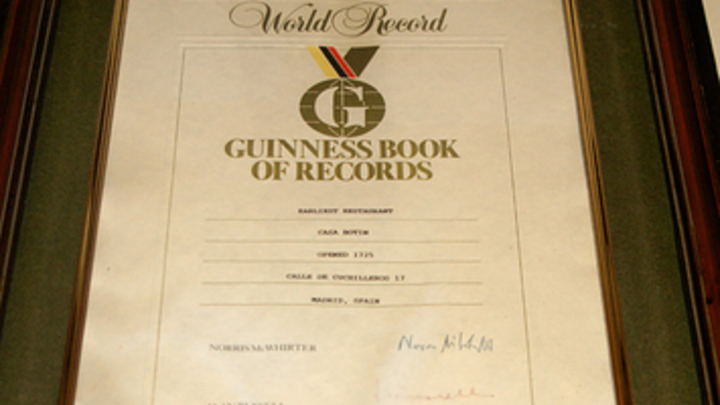 World Record
G
GUINNESS BOOK
OF RECORDS
EARLIEST RESTAURANT
CASA BOTIN
OPENED 1725
CALLE DE CUCHILLEROS 17
MADRID, SPAIN
NORRIS McWHIRTER